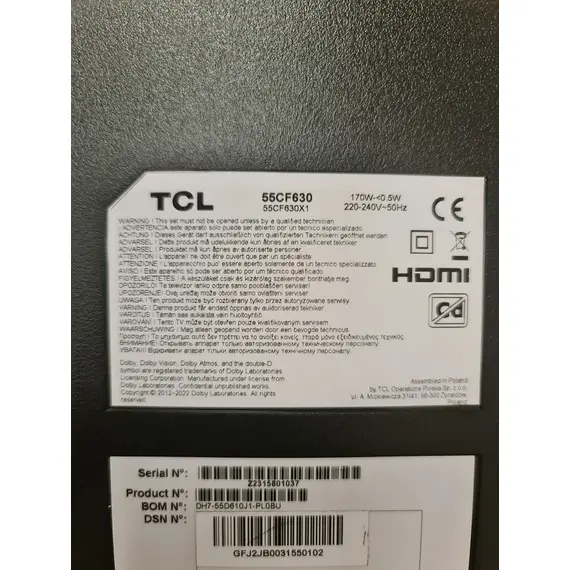 TCL
55CF630
55CF630X1
170W-<0.5W
220-240V~50Hz
CE
WARNING ! This set must not be opened unless by a qualified technician
¡ ADVERTENCIA este aparato solo puede ser abierto por un técnico especializado
ACHTUNG ! Dieses Gerät darf ausschließlich von qualifizierten Technikern geöffnet werden
ADVARSEL ! Dette produkt må udelukkende kun åbnes af en kvalificeret tekniker
ADVARSEL ! Produktet må kun åpnes av autorisert personer
ATTENTION ! L'appareil ne doit être ouvert que par un spécialiste
ATTENZIONE ! L'apparecchio puo' essere aperto solamente da un tecnico specializzato
AVISO ! Este aparelho só pode ser aberto por um técnico qualificado
FIGYELMEZTETÉS ! A készüléket csak és kizárólag szakember bonthatja meg
OPOZORILO! Ta televizor lahko odpre samo pooblaščen serviser!
UPOZORENJE! Ovaj uređaj može otvoriti samo ovlašteni serviser
UWAGA! Ten produkt może być rozbierany tylko przez autoryzowane serwisy
VARNING ! Denna produkt får endast öppnas av auktoriserad tekniker
VAROITUS ! Tämän saa aukaista vain huoltoyhtiö
VAROVÁNÍ ! Tento TV může být otevřen pouze kvalifikovaným servisem
WAARSCHUWING ! Mag alleen geopend worden door een bevoegde technicus
Προσοχή ! Το μηχάνημα αυτό δεν πρέπει να το ανοίξει, παρά μόνο εξειδικευμένος τεχνικός
ВНИМАНИЕ! Открывать аппарат только авторизованному техническому персоналу.
УВАГА! Відкривати апарат тільки авторизованому технічному персоналу.
HDMI
Cd
Dolby, Dolby Vision, Dolby Atmos, and the double-D
symbol are registered trademarks of Dolby Laboratories
Licensing Corporation. Manufactured under license from
Dolby Laboratories. Confidential unpublished works.
Copyright © 2012-2022 Dolby Laboratories. All rights
reserved.
Assembled in Poland
by TCL Operations Polska Sp. z o.o.
ul. A. Mickiewicza 31/41, 96-300 Żyrardów,
Poland
Serial N°:
Z2315801037
Product N°:
BOM N°: DH7-55D610J1-PL0BU
DSN N°:
GFJ2JB0031550102